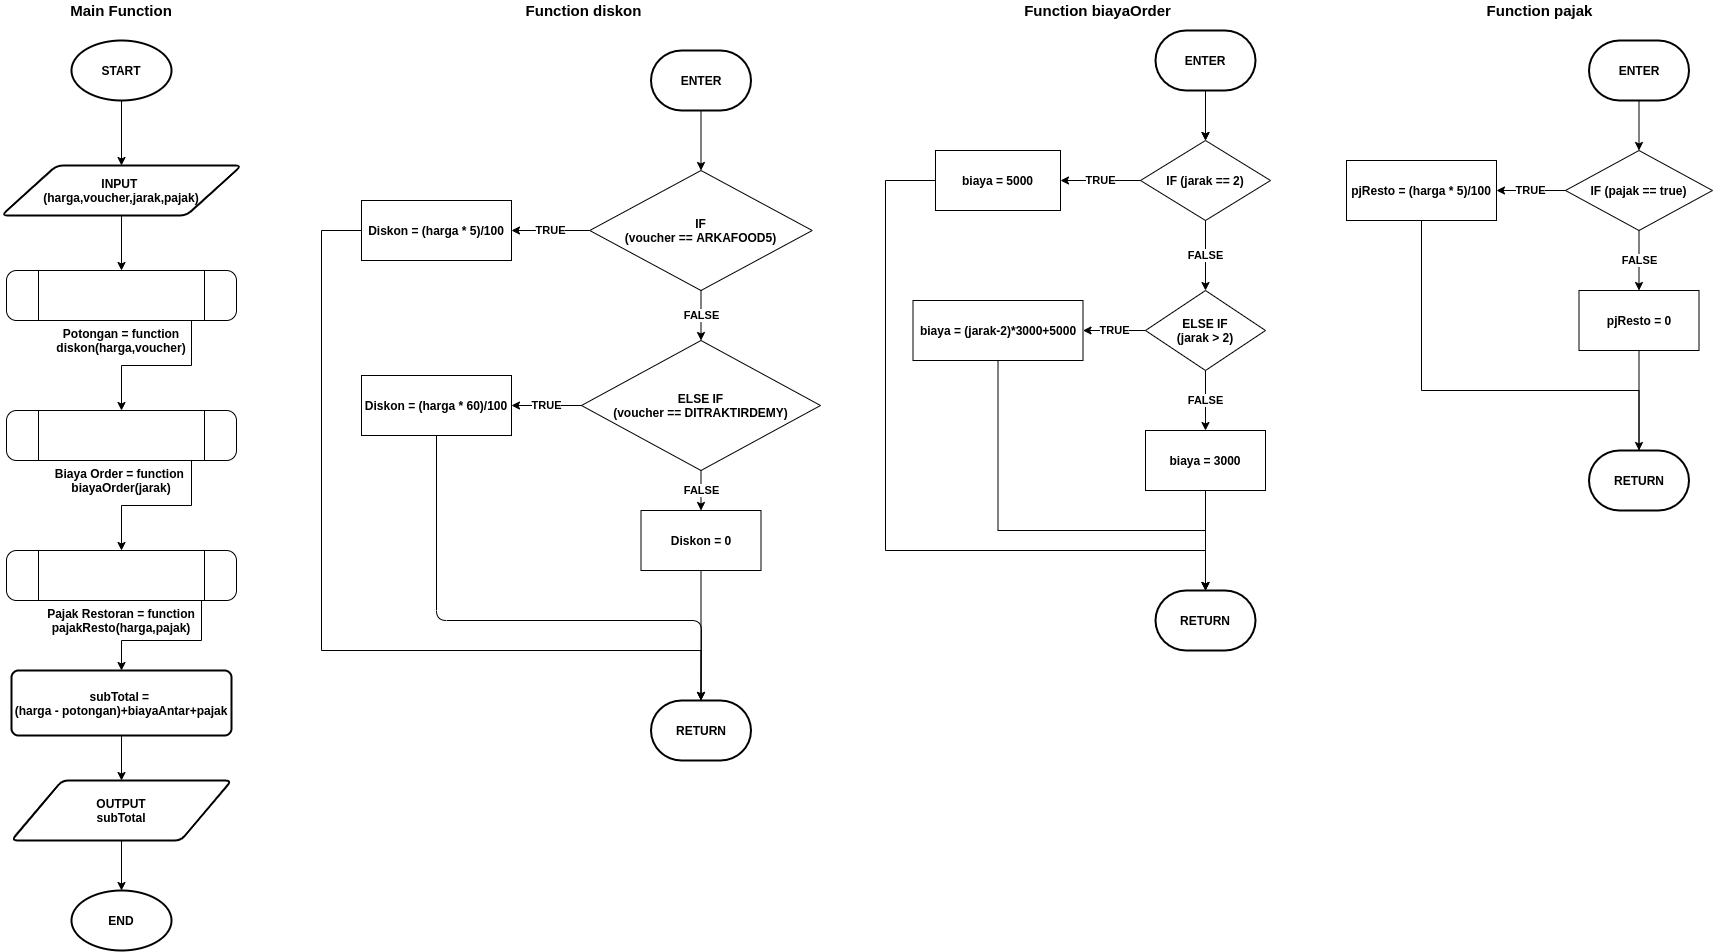 Main Function
START
INPUT
(harga,voucher,jarak,pajak)
Potongan = function
diskon(harga,voucher)
Biaya Order = function
biayaOrder(jarak)
Pajak Restoran = function
pajakResto(harga,pajak)
subTotal =
(harga - potongan)+biayaAntar+pajak
OUTPUT
subTotal
END
Function diskon
ENTER
IF
(voucher == ARKAFOOD5)
TRUE
Diskon = (harga * 5)/100
FALSE
ELSE IF
(voucher == DITRAKTIRDEMY)
TRUE
Diskon = (harga * 60)/100
FALSE
Diskon = 0
RETURN
Function biayaOrder
ENTER
IF (jarak == 2)
TRUE
biaya = 5000
FALSE
ELSE IF
(jarak > 2)
TRUE
biaya = (jarak-2)*3000+5000
FALSE
biaya = 3000
RETURN
Function pajak
ENTER
IF (pajak == true)
TRUE
pjResto = (harga * 5)/100
FALSE
pjResto = 0
RETURN